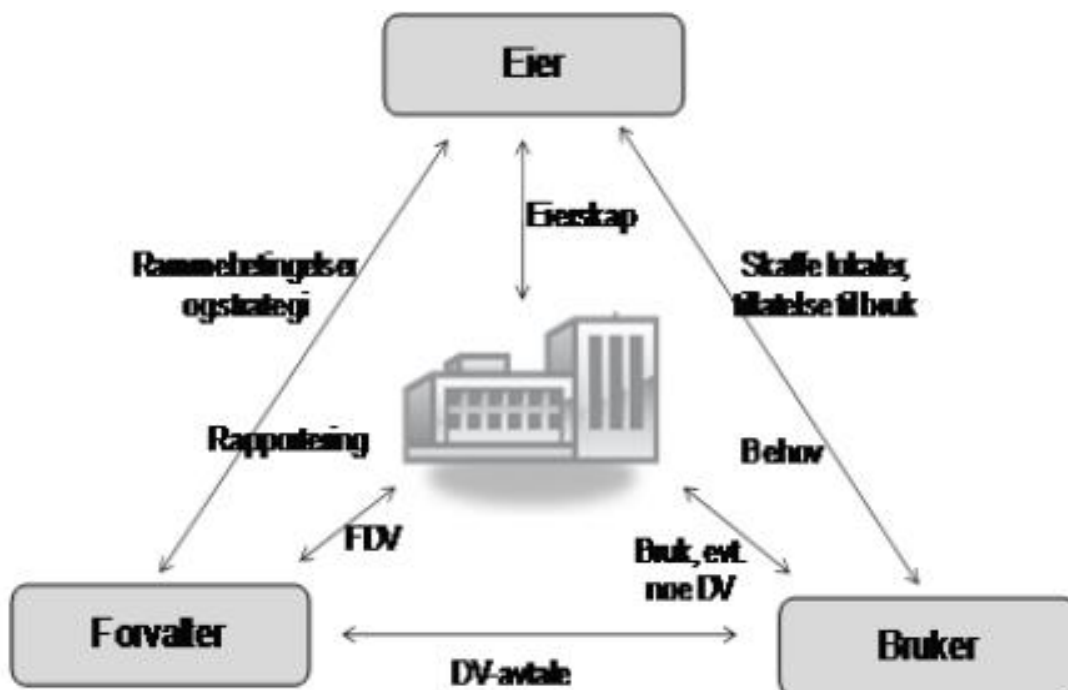 Eier
Eierskap
Rammebetingelser
og strategi
Skaffe lokaler,
tillatelse til bruk
Rapportering
Behov
FDV
Bruk, evt.
noe DV
Forvalter
Bruker
DV-avtale